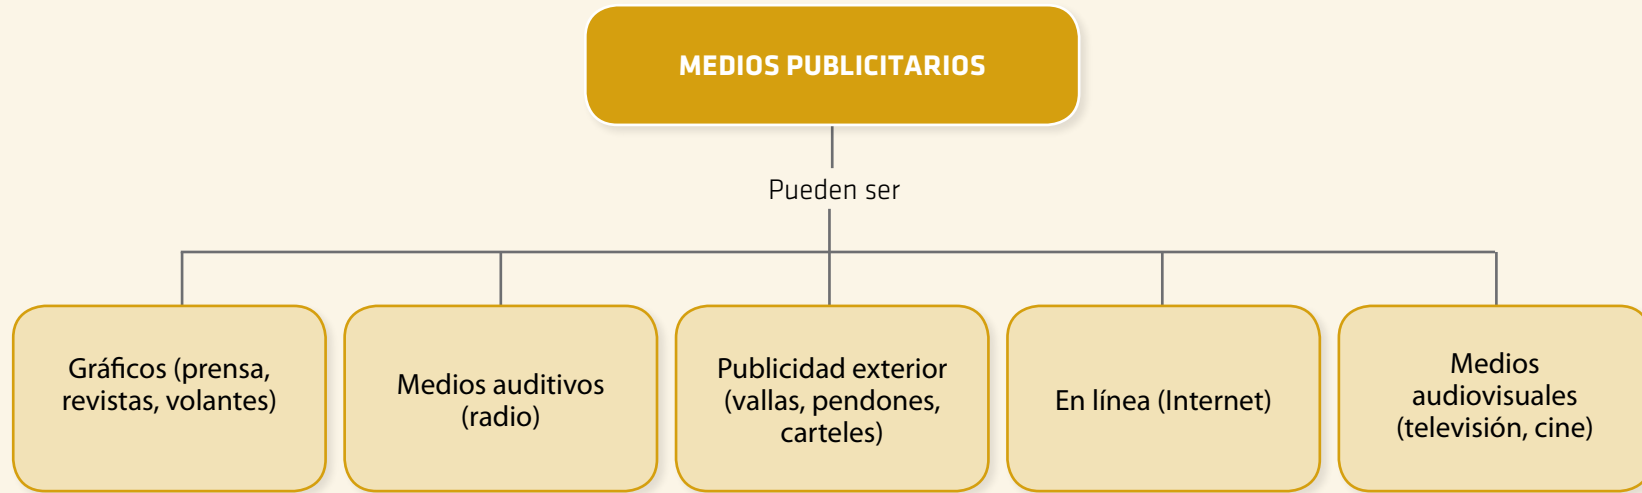 MEDIOS PUBLICITARIOS
Pueden ser
Gráficos (prensa,
revistas, volantes)
Medios auditivos
(radio)
Publicidad exterior
(vallas, pendones,
carteles)
En línea (Internet)
Medios
audiovisuales
(televisión, cine)